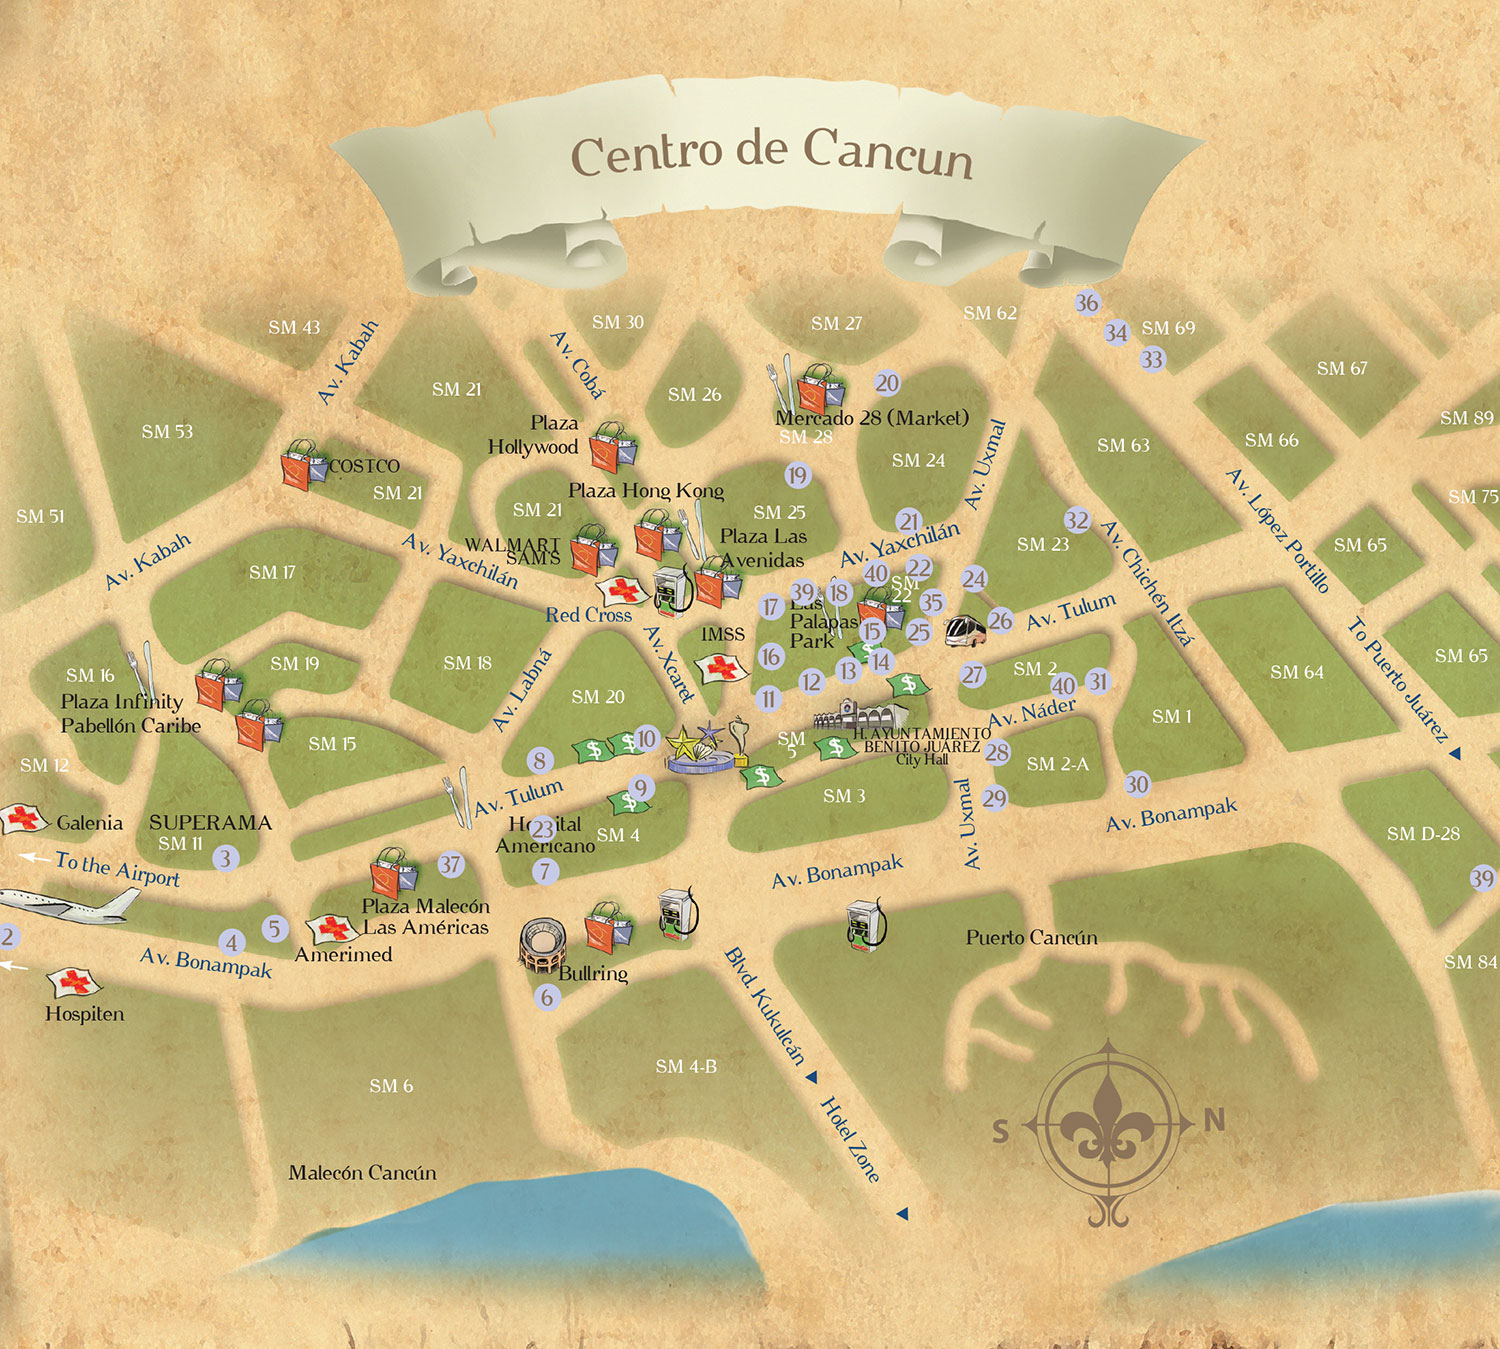 Centro de Cancun
SM 43
Av. Kabah
SM 30
Av. Cobá
SM 27
SM 62
36
34
SM 69
33
SM 67
SM 21
SM 26
20
Mercado 28 (Market)
SM 28
SM 53
Plaza
Hollywood
SM 89
SM 66
SM 63
SM 24
Av. Uxmal
COSTCO
SM 21
19
Plaza Hong Kong
SM 21
SM 25
SM 75
SM 51
Av. López Portillo
21
32
Av. Yaxchilán
Plaza Las
Avenidas
WALMART
SAM'S
Av. Yaxchilán
SM 23
Av. Chichén Itzá
SM 65
Av. Kabah
SM 17
40
22
SM
22
24
39
18
35
17
Red Cross
Las
Palapas
Park
15
25
26
Av. Tulum
To Puerto Juárez
IMSS
Av. Xcaret
16
14
13
12
11
27
SM 2
40
31
SM 64
SM 65
SM 16
SM 19
SM 18
Av. Labná
SM 20
Plaza Infinity
Pabellón Caribe
Av. Náder
SM 1
SM 15
SM
5
H. AYUNTAMIENTO
BENITO JUÁREZ
City Hall
28
SM 2-A
SM 12
8
$
$
10
$
$
$
$
9
$
Av. Tulum
SM 3
29
30
Av. Uxmal
Av. Bonampak
Galenia
SUPERAMA
SM 11
3
Hospital
Americano
23
SM 4
SM D-28
To the Airport
37
7
Av. Bonampak
39
Plaza Malecón
Las Américas
2
4
5
Amerimed
Av. Bonampak
Puerto Cancún
SM 84
Bullring
6
Hospiten
Blvd. Kukulcán
SM 4-B
SM 6
Hotel Zone
S
N
Malecón Cancún